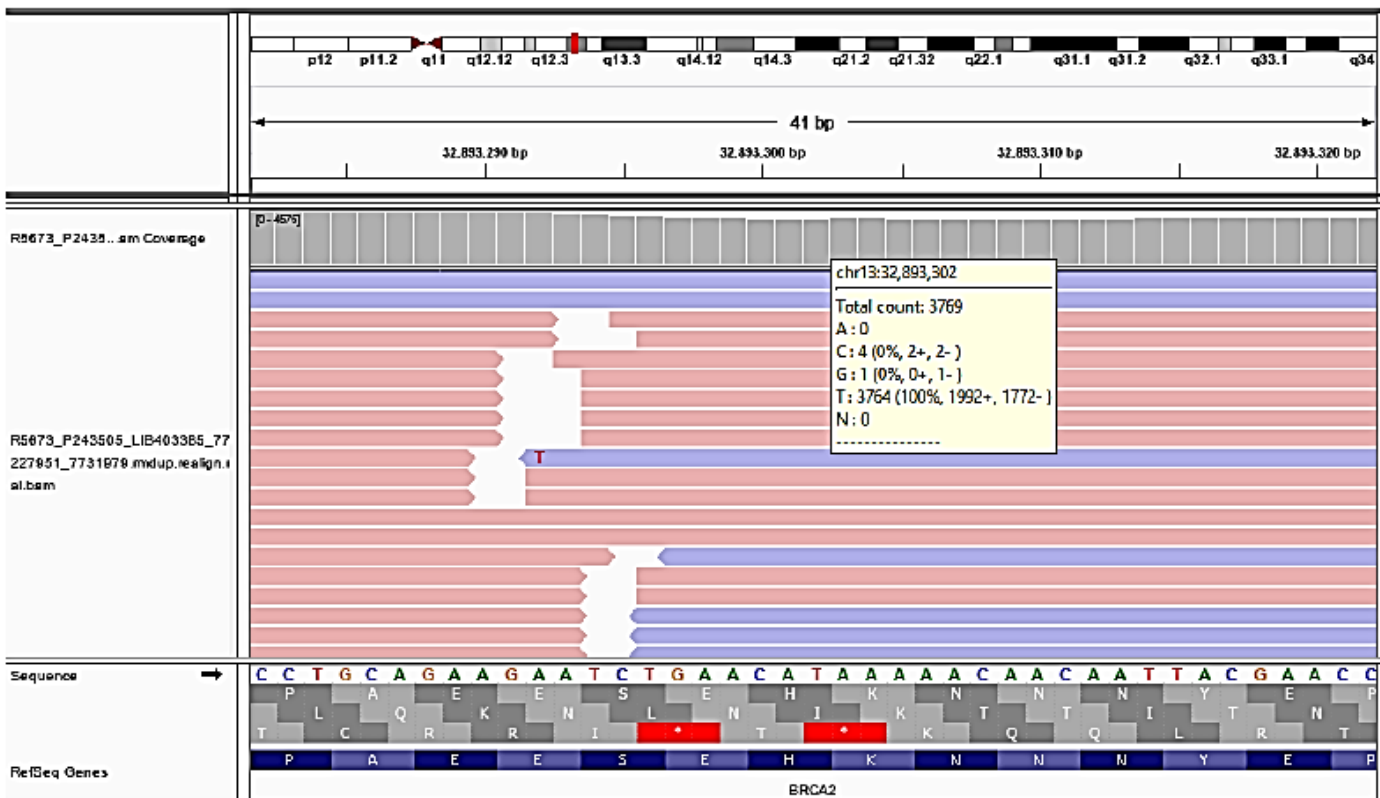 p12 p11.2 q11 q12.12 q12.3 q13.3 q14.12 q14.3 q21.2 q21.32 q22.1 q31.1 q31.2 q32.1 q33.1 q34
41 bp
32.893.290 bp 32.893.300 bp 32.893.310 bp 32.893.320 bp
[0 - 4575]
R5673_P2435...am Coverage
chr13:32,893,302
Total count: 3769
A : 0
C : 4 (0%, 2+, 2- )
G : 1 (0%, 0+, 1- )
T : 3764 (100%, 1992+, 1772- )
N : 0
---------------
R5673_P243505_LIB403385_77
227951_7731979.mdup.realign.
al.bam
T
Sequence
C C T G C A G A A G A A T C T G A A C A T A A A A A C A A C A A T T A C G A A C C
P A E E S E H K N N N Y E P
L Q K N L N I K T T I T N
T C R R I * T * K Q Q L R T
P A E E S E H K N N N Y E P
RefSeq Genes
BRCA2